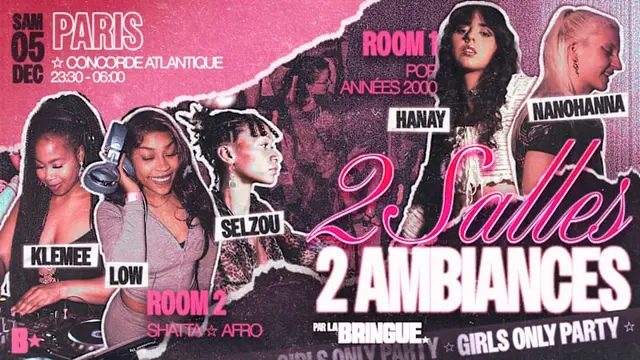 SAM
05
DEC
PARIS
☆ CONCORDE ATLANTIQUE
23:30 - 06:00
ROOM 1
POP
ANNÉES 2000
HANAY
NANOHANNA
KLEMEE
LOW
SELZOU
ROOM 2
SHATTA ☆ AFRO
2 Salles
2 AMBIANCES
PAR LA
BRINGUE★
B★
GIRLS ONLY PARTY ☆
GIRLS ONLY PARTY